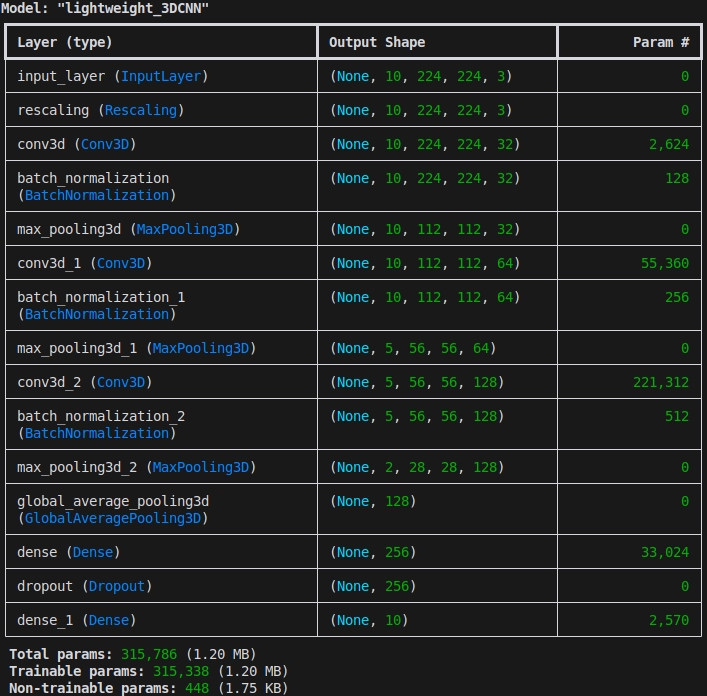 Model: "lightweight_3DCNN"
Layer (type) Output Shape Param #
input_layer (InputLayer) (None, 10, 224, 224, 3) 0
rescaling (Rescaling) (None, 10, 224, 224, 3) 0
conv3d (Conv3D) (None, 10, 224, 224, 32) 2,624
batch_normalization (None, 10, 224, 224, 32) 128
(BatchNormalization)
max_pooling3d (MaxPooling3D) (None, 10, 112, 112, 32) 0
conv3d_1 (Conv3D) (None, 10, 112, 112, 64) 55,360
batch_normalization_1 (None, 10, 112, 112, 64) 256
(BatchNormalization)
max_pooling3d_1 (MaxPooling3D) (None, 5, 56, 56, 64) 0
conv3d_2 (Conv3D) (None, 5, 56, 56, 128) 221,312
batch_normalization_2 (None, 5, 56, 56, 128) 512
(BatchNormalization)
max_pooling3d_2 (MaxPooling3D) (None, 2, 28, 28, 128) 0
global_average_pooling3d (None, 128) 0
(GlobalAveragePooling3D)
dense (Dense) (None, 256) 33,024
dropout (Dropout) (None, 256) 0
dense_1 (Dense) (None, 10) 2,570
Total params: 315,786 (1.20 MB)
Trainable params: 315,338 (1.20 MB)
Non-trainable params: 448 (1.75 KB)